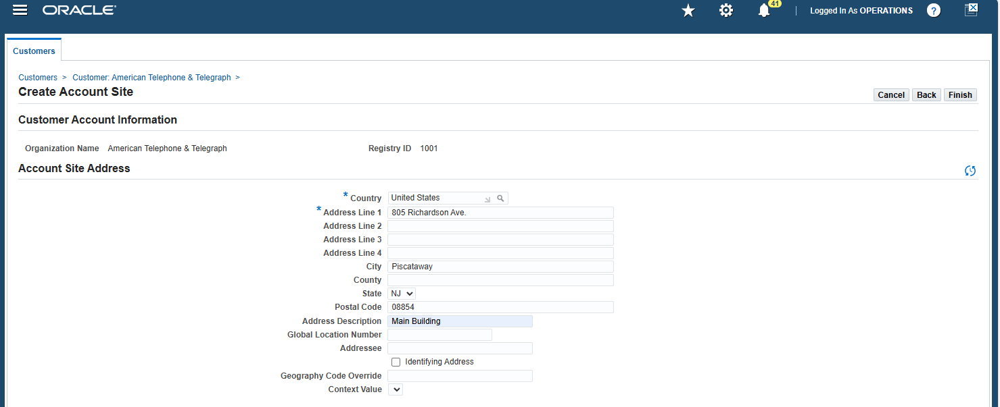 ORACLE
41
Logged In As OPERATIONS
?
Customers
Customers > Customer: American Telephone & Telegraph >
Create Account Site
Cancel Back Finish
Customer Account Information
Organization Name American Telephone & Telegraph Registry ID 1001
Account Site Address
* Country United States
* Address Line 1 805 Richardson Ave.
Address Line 2
Address Line 3
Address Line 4
City Piscataway
County
State NJ
Postal Code 08854
Address Description Main Building
Global Location Number
Addressee
Identifying Address
Geography Code Override
Context Value